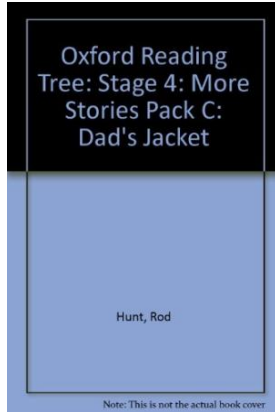 Oxford Reading
Tree: Stage 4: More
Stories Pack C:
Dad's Jacket
Hunt, Rod
Note: This is not the actual book cover